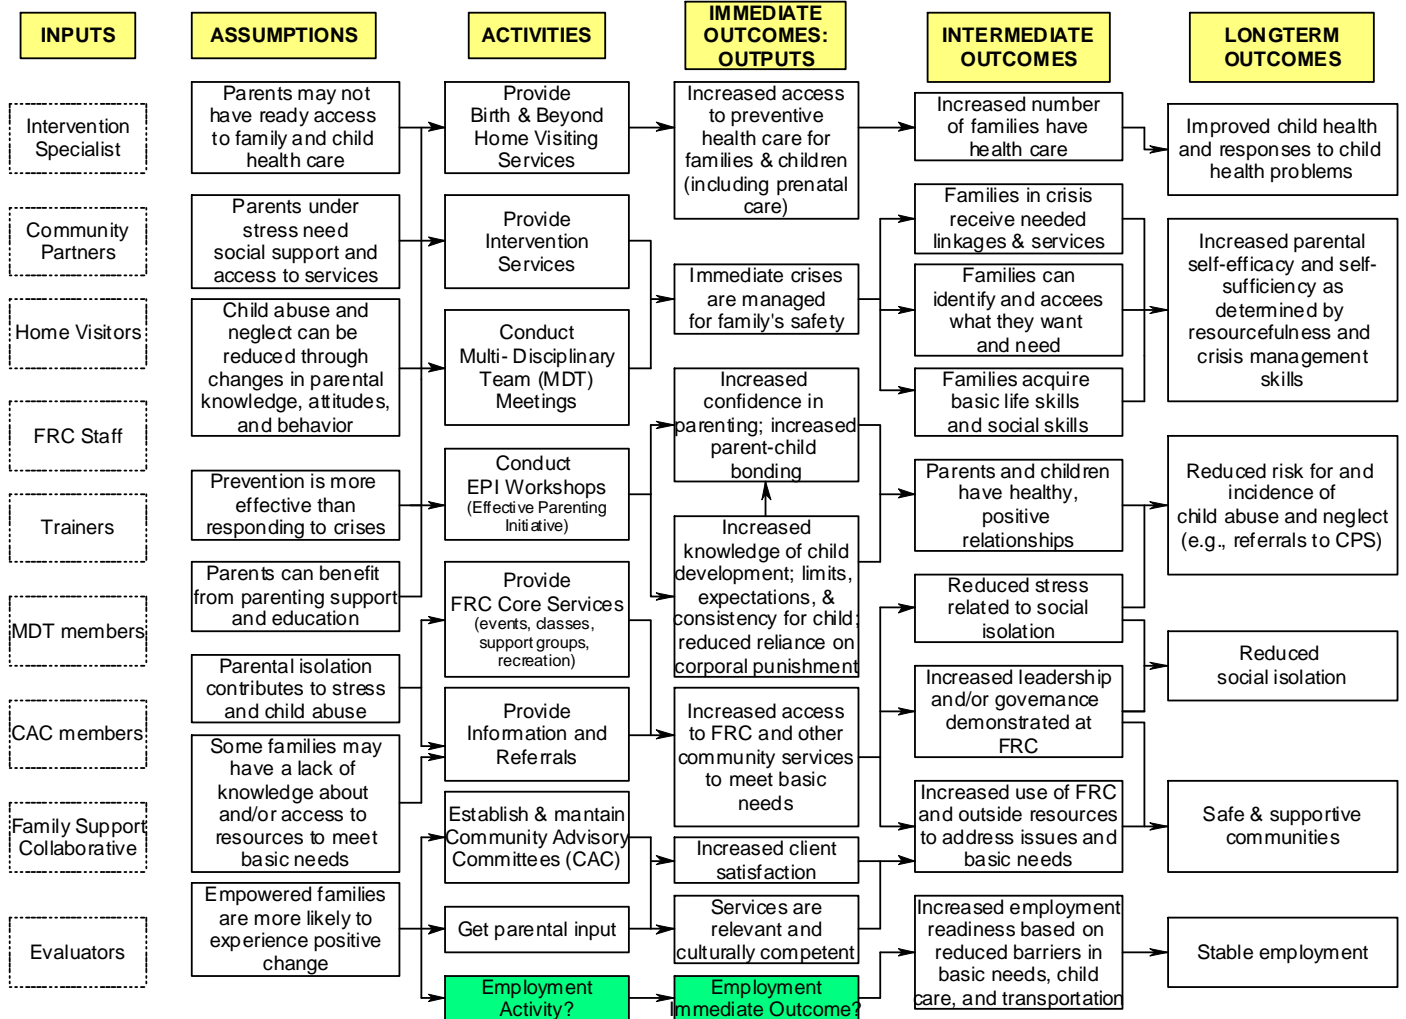 INPUTS
ASSUMPTIONS
ACTIVITIES
IMMEDIATE
OUTCOMES:
OUTPUTS
INTERMEDIATE
OUTCOMES
LONGTERM
OUTCOMES
Intervention
Specialist
Community
Partners
Home Visitors
FRC Staff
Trainers
MDT members
CAC members
Family Support
Collaborative
Evaluators
Parents may not
have ready access
to family and child
health care
Parents under
stress need
social support and
access to services
Child abuse and
neglect can be
reduced through
changes in parental
knowledge, attitudes,
and behavior
Prevention is more
effective than
responding to crises
Parents can benefit
from parenting support
and education
Parental isolation
contributes to stress
and child abuse
Some families may
have a lack of
knowledge about
and/or access to
resources to meet
basic needs
Empowered families
are more likely to
experience positive
change
Provide
Birth & Beyond
Home Visiting
Services
Provide
Intervention
Services
Conduct
Multi- Disciplinary
Team (MDT)
Meetings
Conduct
EPI Workshops
(Effective Parenting
Initiative)
Provide
FRC Core Services
(events, classes,
support groups,
recreation)
Provide
Information and
Referrals
Establish & mantain
Community Advisory
Committees (CAC)
Get parental input
Employment
Activity?
Increased access
to preventive
health care for
families & children
(including prenatal
care)
Immediate crises
are managed
for family's safety
Increased
confidence in
parenting; increased
parent-child
bonding
Increased
knowledge of child
development; limits,
expectations, &
consistency for child;
reduced reliance on
corporal punishment
Increased access
to FRC and other
community services
to meet basic
needs
Increased client
satisfaction
Services are
relevant and
culturally competent
Employment
Immediate Outcome?
Increased number
of families have
health care
Families in crisis
receive needed
linkages & services
Families can
identify and accees
what they want
and need
Families acquire
basic life skills
and social skills
Parents and children
have healthy,
positive
relationships
Reduced stress
related to social
isolation
Increased leadership
and/or governance
demonstrated at
FRC
Increased use of FRC
and outside resources
to address issues and
basic needs
Increased employment
readiness based on
reduced barriers in
basic needs, child
care, and transportation
Improved child health
and responses to child
health problems
Increased parental
self-efficacy and self-
sufficiency as
determined by
resourcefulness and
crisis management
skills
Reduced risk for and
incidence of
child abuse and neglect
(e.g., referrals to CPS)
Reduced
social isolation
Safe & supportive
communities
Stable employment